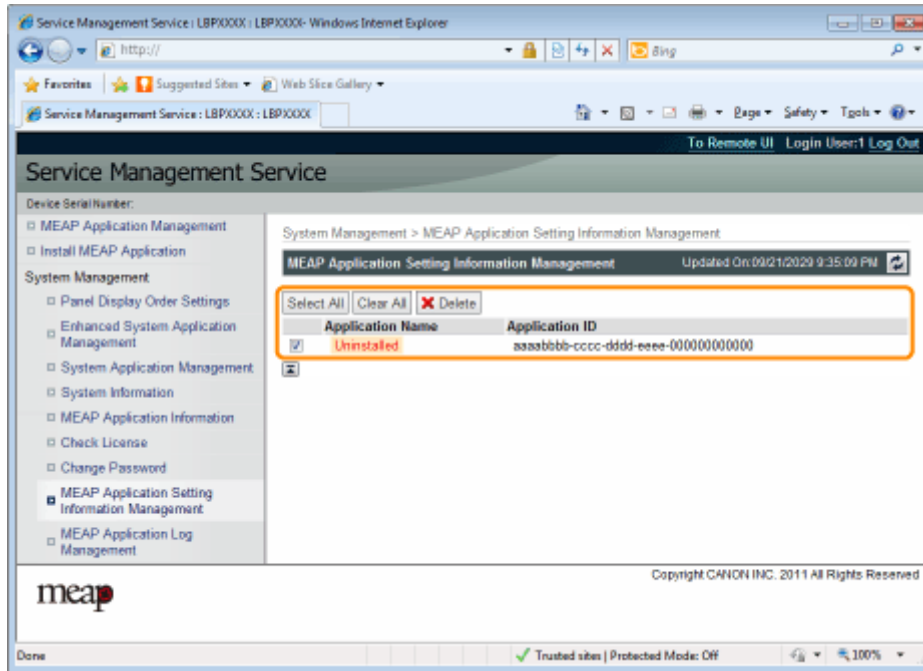 Service Management Service : LBPXXXX : LBPXXXX- Windows Internet Explorer
http://
Bing
Favorites Suggested Sites Web Slice Gallery
Service Management Service : LBPXXXX : LBPXXXX
Page Safety Tools
To Remote UI Login User:1 Log Out
Service Management Service
Device Serial Number:
MEAP Application Management
Install MEAP Application
System Management
Panel Display Order Settings
Enhanced System Application
Management
System Application Management
System Information
MEAP Application Information
Check License
Change Password
MEAP Application Setting
Information Management
MEAP Application Log
Management
System Management > MEAP Application Setting Information Management
MEAP Application Setting Information Management Updated On:09/21/2029 9:35:09 PM
Select All Clear All Delete
Application Name Application ID
Uninstalled aaaabbbb-cccc-dddd-eeee-000000000000
Copyright CANON INC. 2011 All Rights Reserved
meap
Done Trusted sites | Protected Mode: Off 100%